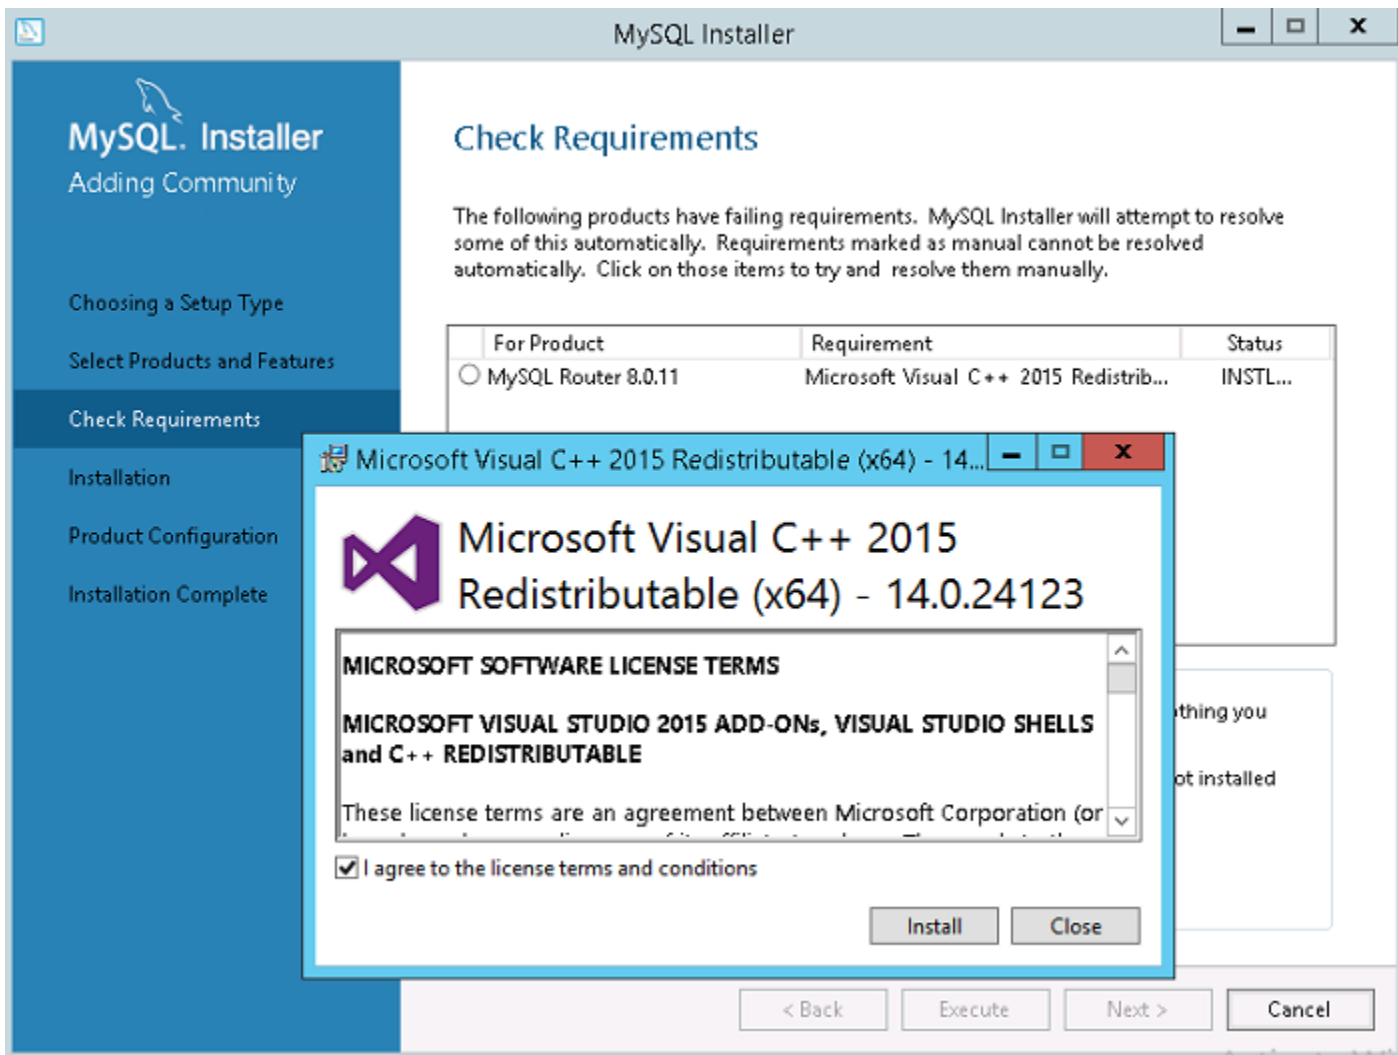 MySQL Installer
MySQL. Installer
Adding Community
Choosing a Setup Type
Select Products and Features
Check Requirements
Installation
Product Configuration
Installation Complete
Check Requirements
The following products have failing requirements. MySQL Installer will attempt to resolve
some of this automatically. Requirements marked as manual cannot be resolved
automatically. Click on those items to try and resolve them manually.
For Product Requirement Status
MySQL Router 8.0.11 Microsoft Visual C++ 2015 Redistrib... INSTL...
Microsoft Visual C++ 2015 Redistributable (x64) - 14...
Microsoft Visual C++ 2015
Redistributable (x64) - 14.0.24123
MICROSOFT SOFTWARE LICENSE TERMS
MICROSOFT VISUAL STUDIO 2015 ADD-ONs, VISUAL STUDIO SHELLS
and C++ REDISTRIBUTABLE
These license terms are an agreement between Microsoft Corporation (or
I agree to the license terms and conditions
Install Close
thing you
ot installed
< Back Execute Next > Cancel